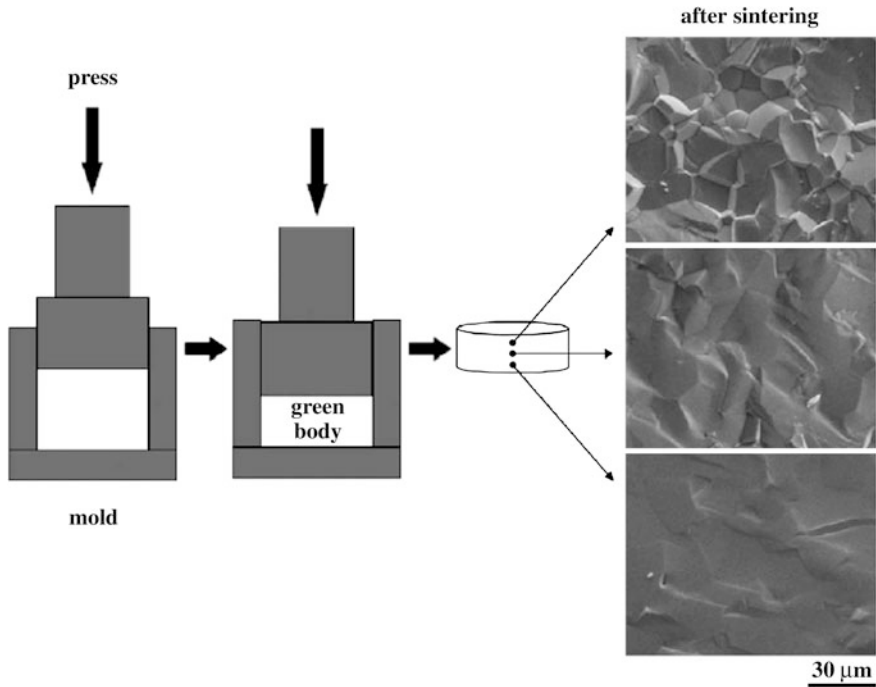 after sintering
press
green
body
mold
30 μm